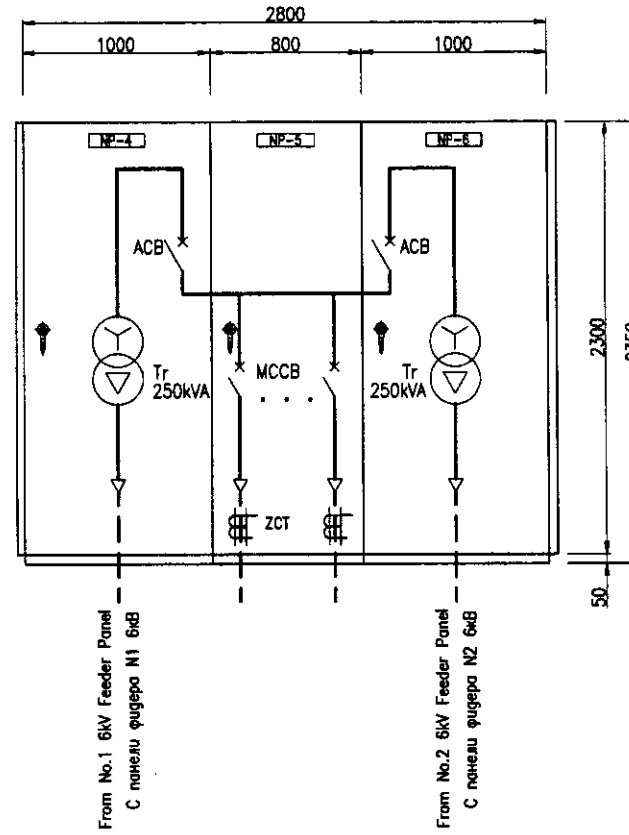 2800
1000 800 1000
NP-4 NP-5 NP-6
ACB ACB
2300
Tr
250kVA
MCCB
Tr
250kVA
ZCT
50
From No.1 6kV Feeder Panel
С панели фидера N1 6кВ
From No.2 6kV Feeder Panel
С панели фидера N2 6кВ